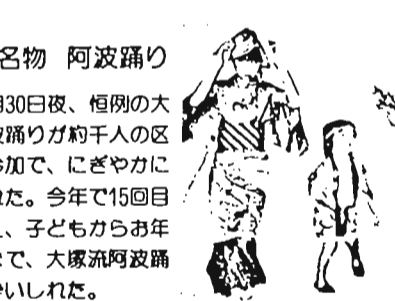 名物 阿波踊り
月30日夜、恒例の大
波踊りが約千人の区
参加で、にぎやかに
れた。今年で15回目
、子どもからお年
で、大塚流阿波踊
いしれた。